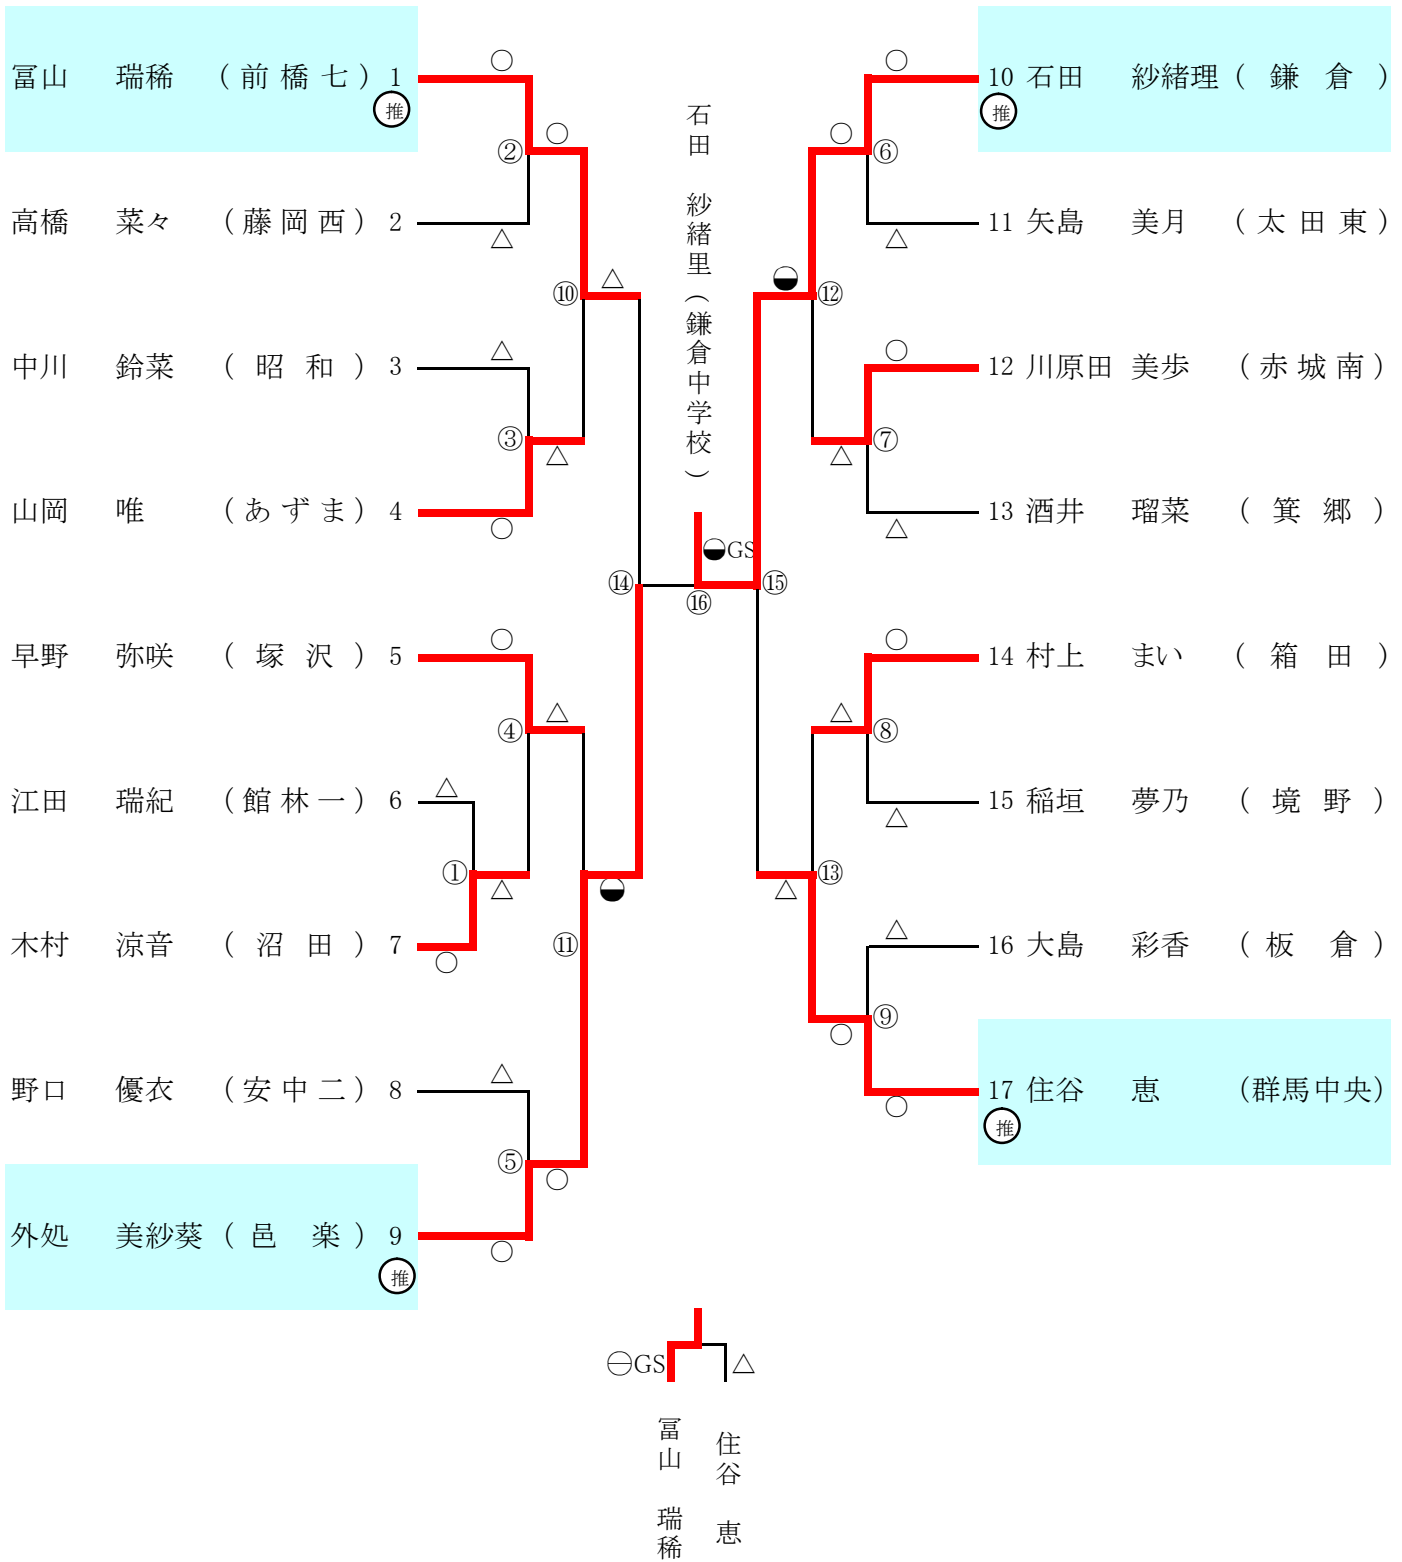 冨山 瑞稀 (前橋七) 1
推
高橋 菜々 (藤岡西) 2
中川 鈴菜 (昭和) 3
山岡 唯 (あずま) 4
早野 弥咲 (塚沢) 5
江田 瑞紀 (館林一) 6
木村 涼音 (沼田) 7
野口 優衣 (安中二) 8
外処 美紗葵 (邑楽) 9
推
○
②
○
△
⑩
△
△
③
△
○
⑭
○
④
△
△
①
△
○
⑪
△
⑤
○
○
石田 紗緒里(鎌倉中学校)
GS
⑯
○
○
⑥
△
⑫
○
⑦
△
△
⑮
○
△
⑧
△
⑬
△
△
⑨
○
○
10 石田 紗緒理 (鎌倉)
推
11 矢島 美月 (太田東)
12 川原田 美歩 (赤城南)
13 酒井 瑠菜 (箕郷)
14 村上 まい (箱田)
15 稲垣 夢乃 (境野)
16 大島 彩香 (板倉)
17 住谷 恵 (群馬中央)
推
⊖GS
△
冨山 瑞稀
住谷 恵